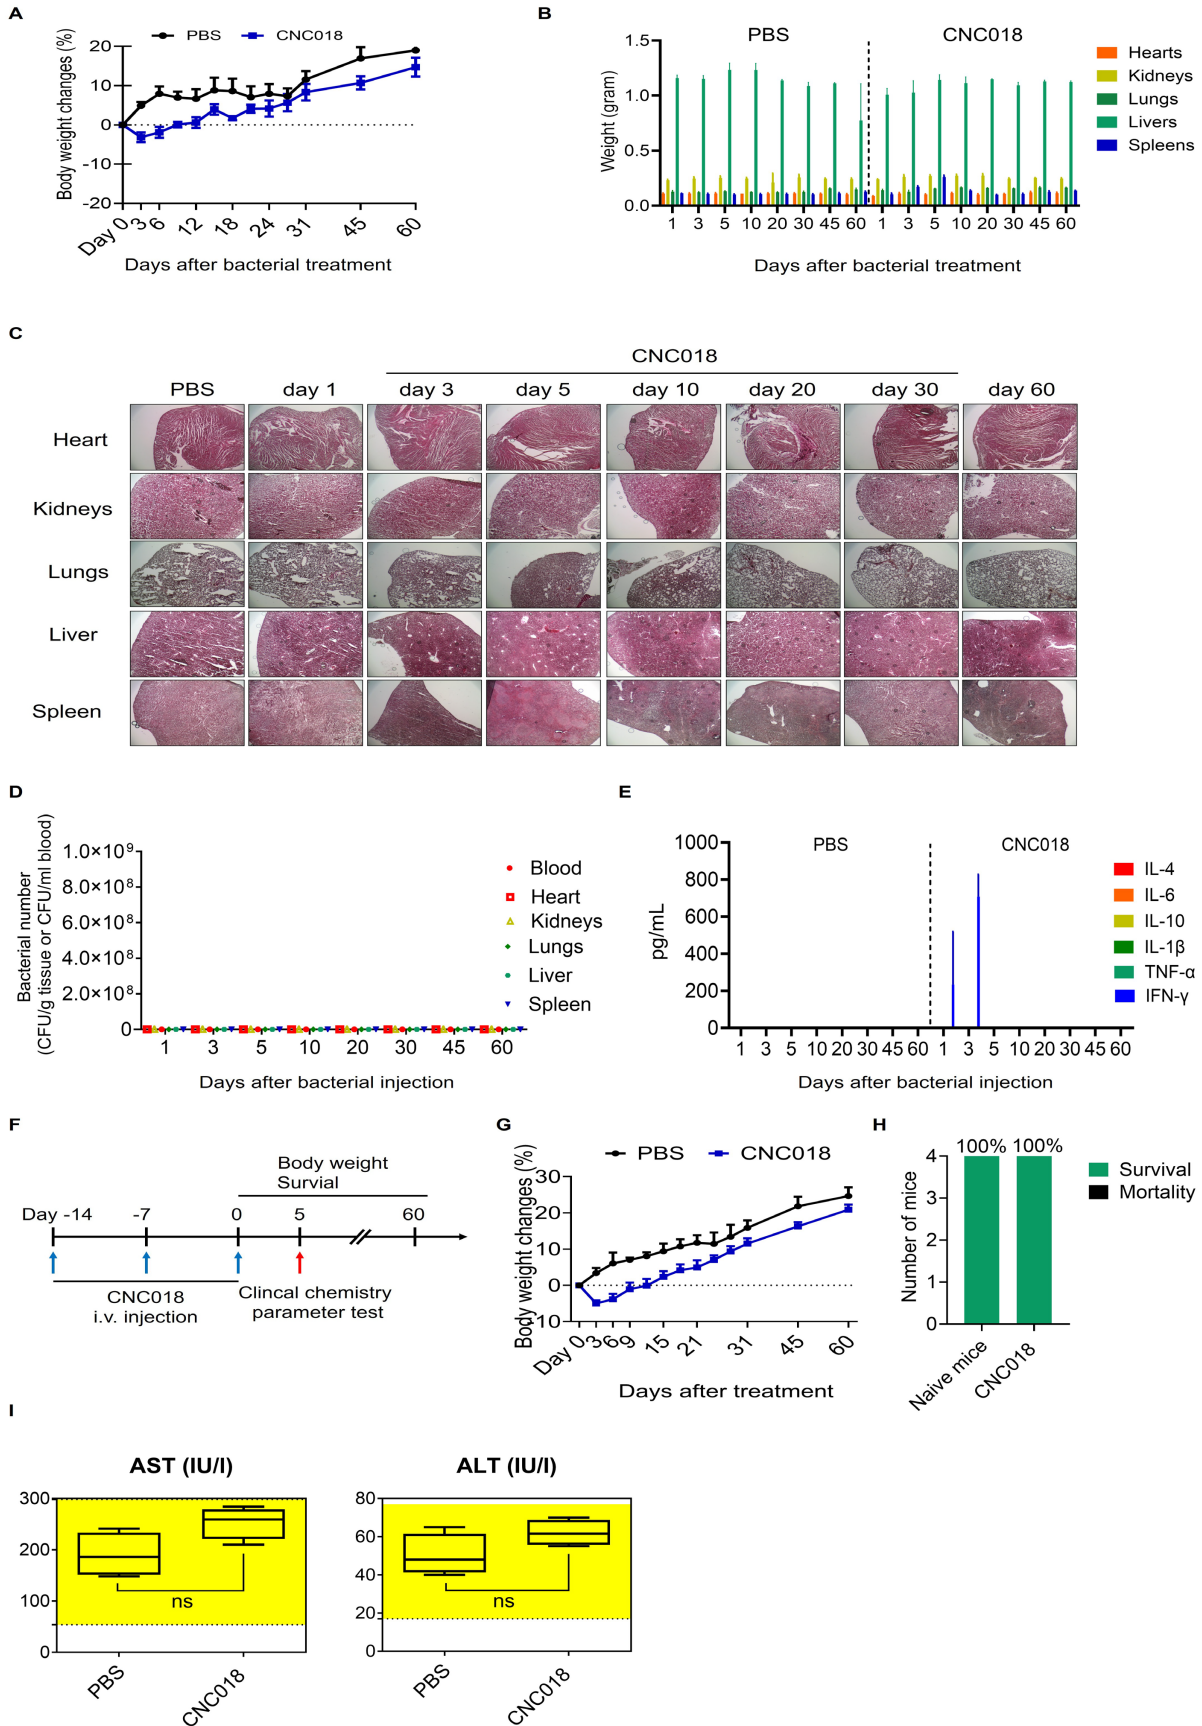 A
PBS
CNC018
Body weight changes (%)
20
10
0
-10
-20
Day 0
3
6
12
18
24
31
45
60
Days after bacterial treatment
B
PBS
CNC018
Weight (gram)
1.5
1.0
0.5
0.0
1 3 5 10 20 30 45 60 1 3 5 10 20 30 45 60
Days after bacterial treatment
Hearts
Kidneys
Lungs
Livers
Spleens
C
CNC018
PBS day 1 day 3 day 5 day 10 day 20 day 30 day 60
Heart
Kidneys
Lungs
Liver
Spleen
D
Bacterial number
(CFU/g tissue or CFU/ml blood)
1.0×10⁹
8.0×10⁸
6.0×10⁸
4.0×10⁸
2.0×10⁸
0
1 3 5 10 20 30 45 60
Days after bacterial injection
Blood
Heart
Kidneys
Lungs
Liver
Spleen
E
PBS
CNC018
pg/mL
1000
800
600
400
200
0
1 3 5 10 20 30 45 60 1 3 5 10 20 30 45 60
Days after bacterial injection
IL-4
IL-6
IL-10
IL-1β
TNF-α
IFN-γ
F
Body weight
Survial
Day -14 -7 0 5 60
CNC018
i.v. injection
Clincal chemistry
parameter test
G
PBS
CNC018
Body weight changes (%)
30
20
10
0
10
Day 0
3
6
9
15
21
31
45
60
Days after treatment
H
100% 100%
Number of mice
4
3
2
1
0
Naive mice
CNC018
Survival
Mortality
I
AST (IU/l)
300
200
100
0
ns
PBS
CNC018
ALT (IU/l)
80
60
40
20
0
ns
PBS
CNC018